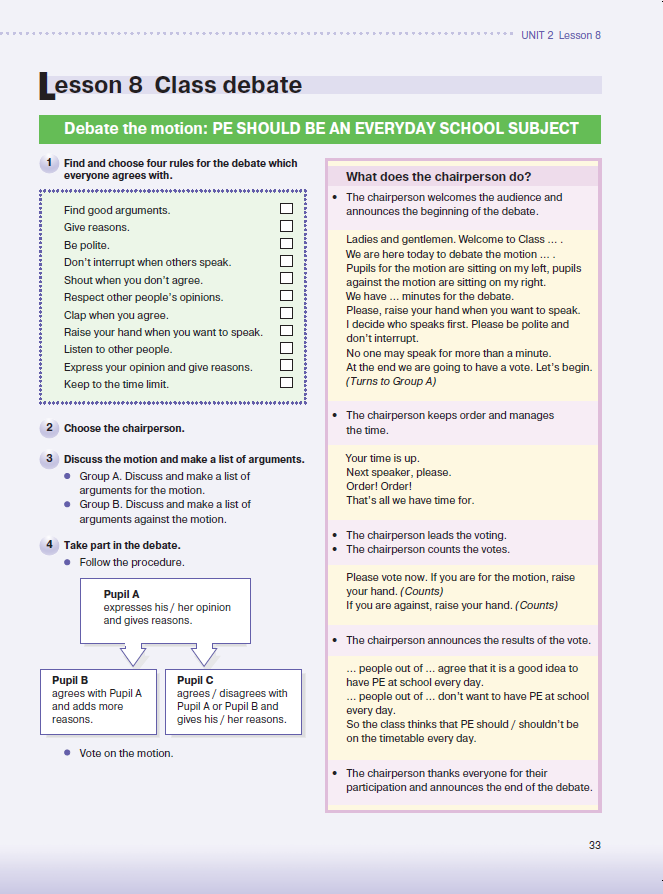 UNIT 2 Lesson 8
Lesson 8 Class debate
Debate the motion: PE SHOULD BE AN EVERYDAY SCHOOL SUBJECT
1 Find and choose four rules for the debate which
everyone agrees with.
Find good arguments.
Give reasons.
Be polite.
Don't interrupt when others speak.
Shout when you don't agree.
Respect other people's opinions.
Clap when you agree.
Raise your hand when you want to speak.
Listen to other people.
Express your opinion and give reasons.
Keep to the time limit.
2 Choose the chairperson.
3 Discuss the motion and make a list of arguments.
• Group A. Discuss and make a list of
arguments for the motion.
• Group B. Discuss and make a list of
arguments against the motion.
4 Take part in the debate.
• Follow the procedure.
Pupil A
expresses his / her opinion
and gives reasons.
Pupil B
agrees with Pupil A
and adds more
reasons.
Pupil C
agrees / disagrees with
Pupil A or Pupil B and
gives his / her reasons.
• Vote on the motion.
What does the chairperson do?
• The chairperson welcomes the audience and
announces the beginning of the debate.
Ladies and gentlemen. Welcome to Class ... .
We are here today to debate the motion ... .
Pupils for the motion are sitting on my left, pupils
against the motion are sitting on my right.
We have ... minutes for the debate.
Please, raise your hand when you want to speak.
I decide who speaks first. Please be polite and
don't interrupt.
No one may speak for more than a minute.
At the end we are going to have a vote. Let's begin.
(Turns to Group A)
• The chairperson keeps order and manages
the time.
Your time is up.
Next speaker, please.
Order! Order!
That's all we have time for.
• The chairperson leads the voting.
• The chairperson counts the votes.
Please vote now. If you are for the motion, raise
your hand. (Counts)
If you are against, raise your hand. (Counts)
• The chairperson announces the results of the vote.
... people out of ... agree that it is a good idea to
have PE at school every day.
... people out of ... don't want to have PE at school
every day.
So the class thinks that PE should / shouldn't be
on the timetable every day.
• The chairperson thanks everyone for their
participation and announces the end of the debate.
33